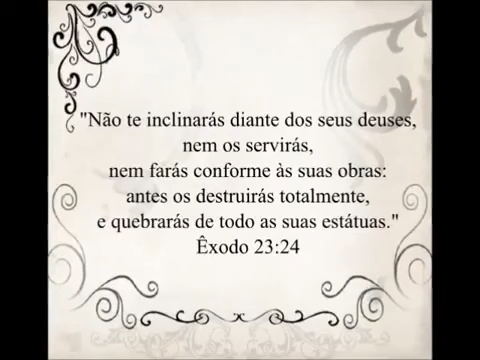 "Não te inclinarás diante dos seus deuses,
nem os servirás,
nem farás conforme às suas obras:
antes os destruirás totalmente,
e quebrarás de todo as suas estátuas."
Êxodo 23:24